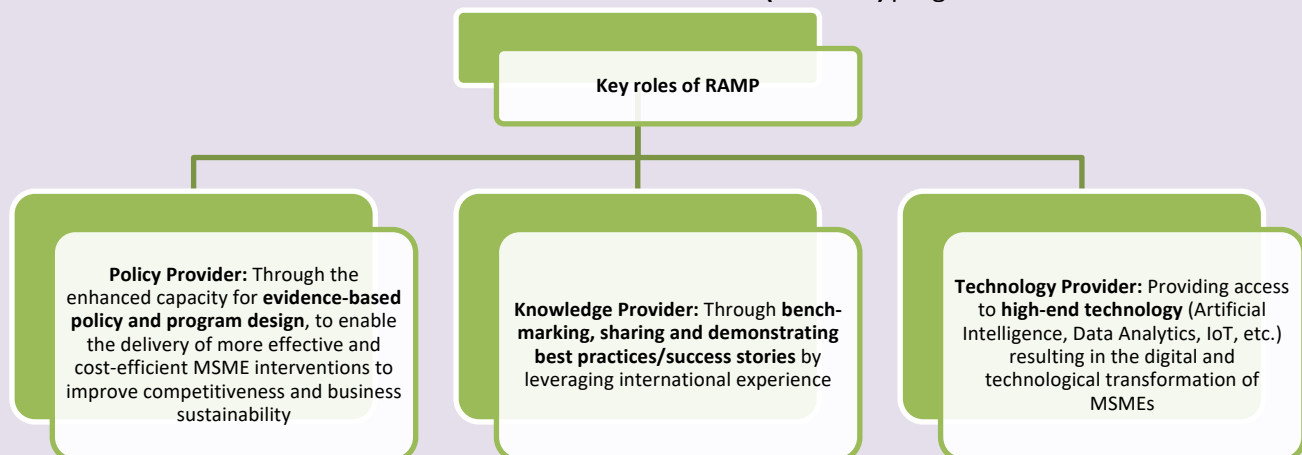 Key roles of RAMP
Policy Provider: Through the
enhanced capacity for evidence-based
policy and program design, to enable
the delivery of more effective and
cost-efficient MSME interventions to
improve competitiveness and business
sustainability
Knowledge Provider: Through bench-
marking, sharing and demonstrating
best practices/success stories by
leveraging international experience
Technology Provider: Providing access
to high-end technology (Artificial
Intelligence, Data Analytics, IoT, etc.)
resulting in the digital and
technological transformation of
MSMEs